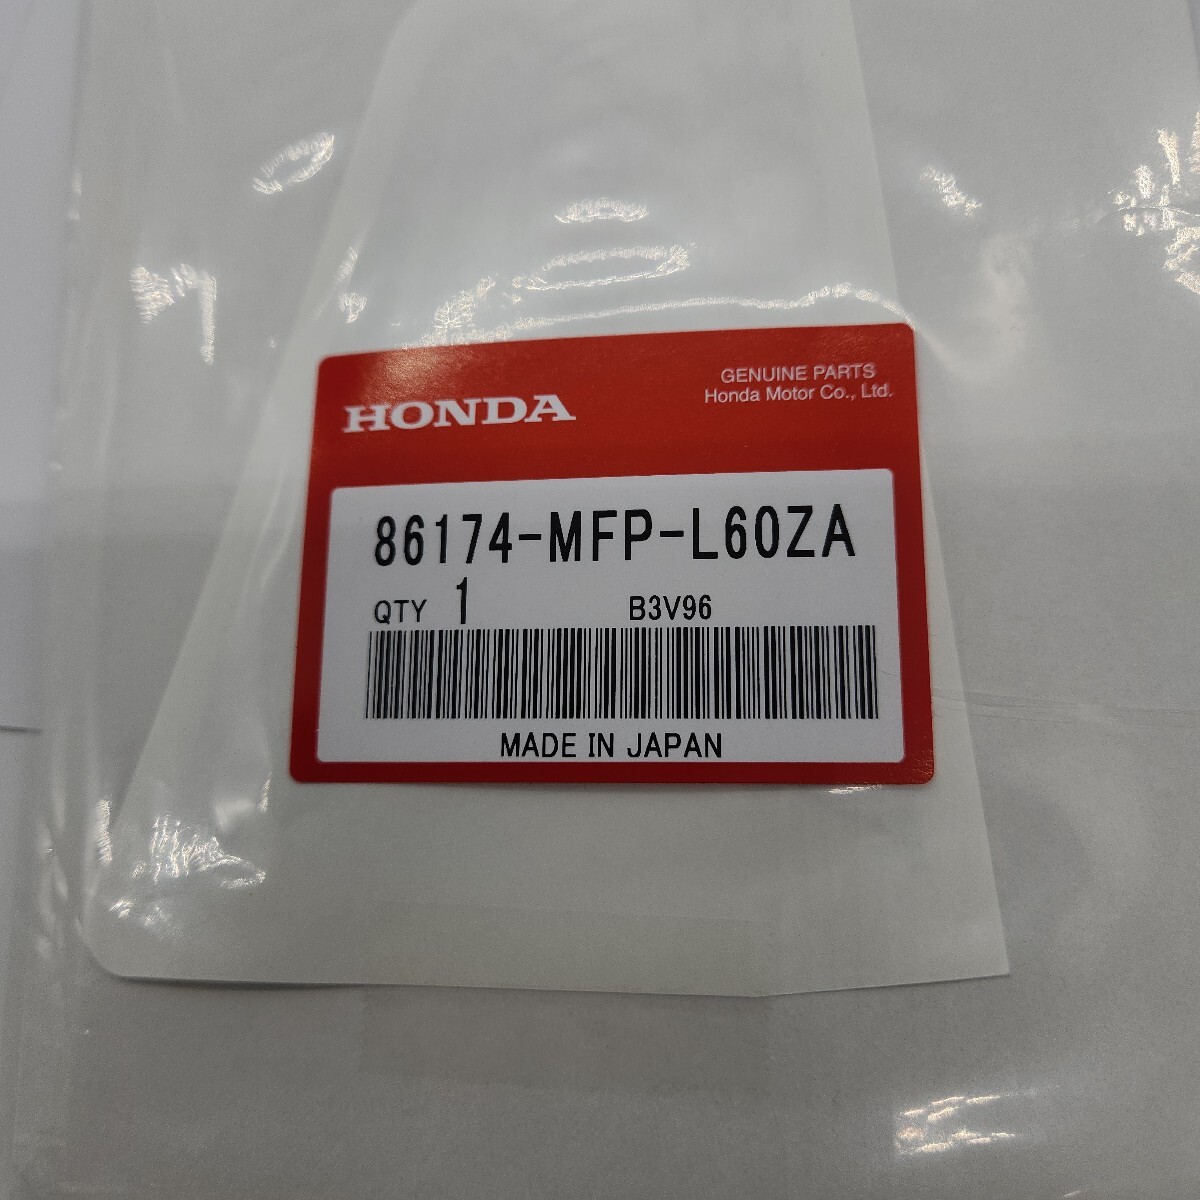 HONDA
GENUINE PARTS
Honda Motor Co., Ltd.
86174-MFP-L60ZA
QTY 1 B3V96
MADE IN JAPAN